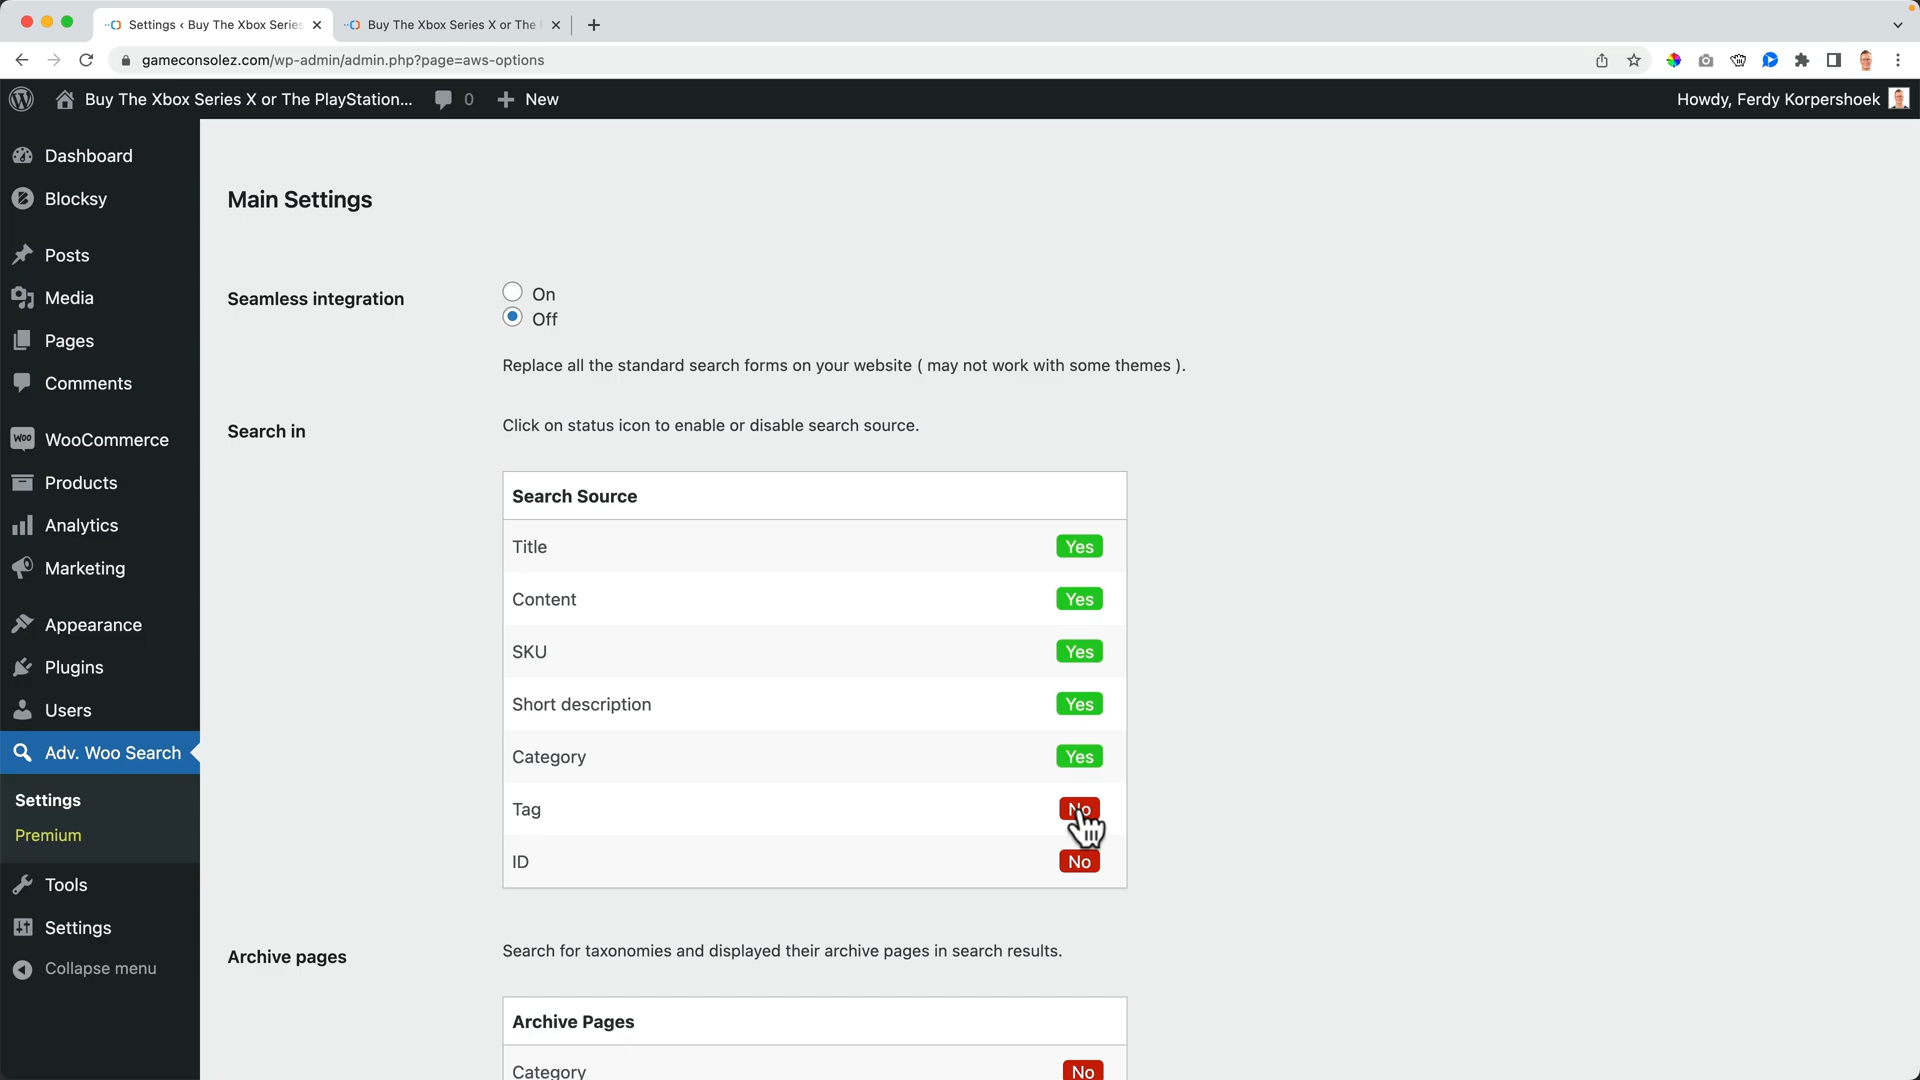 Settings ‹ Buy The Xbox Series
Buy The Xbox Series X or The
gameconsolez.com/wp-admin/admin.php?page=aws-options
Buy The Xbox Series X or The PlayStation...
0
New
Howdy, Ferdy Korpershoek
Dashboard
Blocksy
Posts
Media
Pages
Comments
WooCommerce
Products
Analytics
Marketing
Appearance
Plugins
Users
Adv. Woo Search
Settings
Premium
Tools
Settings
Collapse menu
Main Settings
Seamless integration
On
Off
Replace all the standard search forms on your website ( may not work with some themes ).
Search in
Click on status icon to enable or disable search source.
Search Source
Title Yes
Content Yes
SKU Yes
Short description Yes
Category Yes
Tag No
ID No
Archive pages
Search for taxonomies and displayed their archive pages in search results.
Archive Pages
Category No